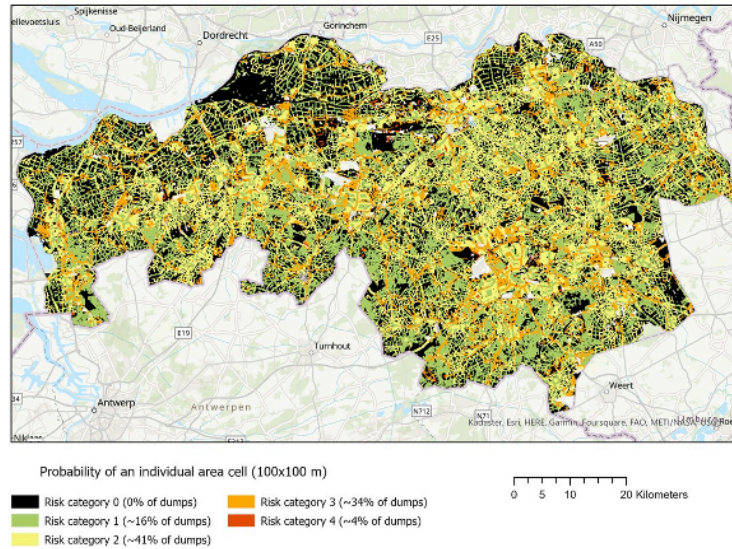 Spijkenisse
ellevoetsluis
Oud-Beijerland
Dordrecht
Gorinchem
E25
A50
Nijmegen
E19
Turnhout
Antwerp
Antwerpen
N712
N71
Weert
Kadaster, Esri, HERE, Garmin, Foursquare, FAO, METI/NASA, USGS
Probability of an individual area cell (100x100 m)
Risk category 0 (0% of dumps)
Risk category 1 (~16% of dumps)
Risk category 2 (~41% of dumps)
Risk category 3 (~34% of dumps)
Risk category 4 (~4% of dumps)
0 5 10 20 Kilometers